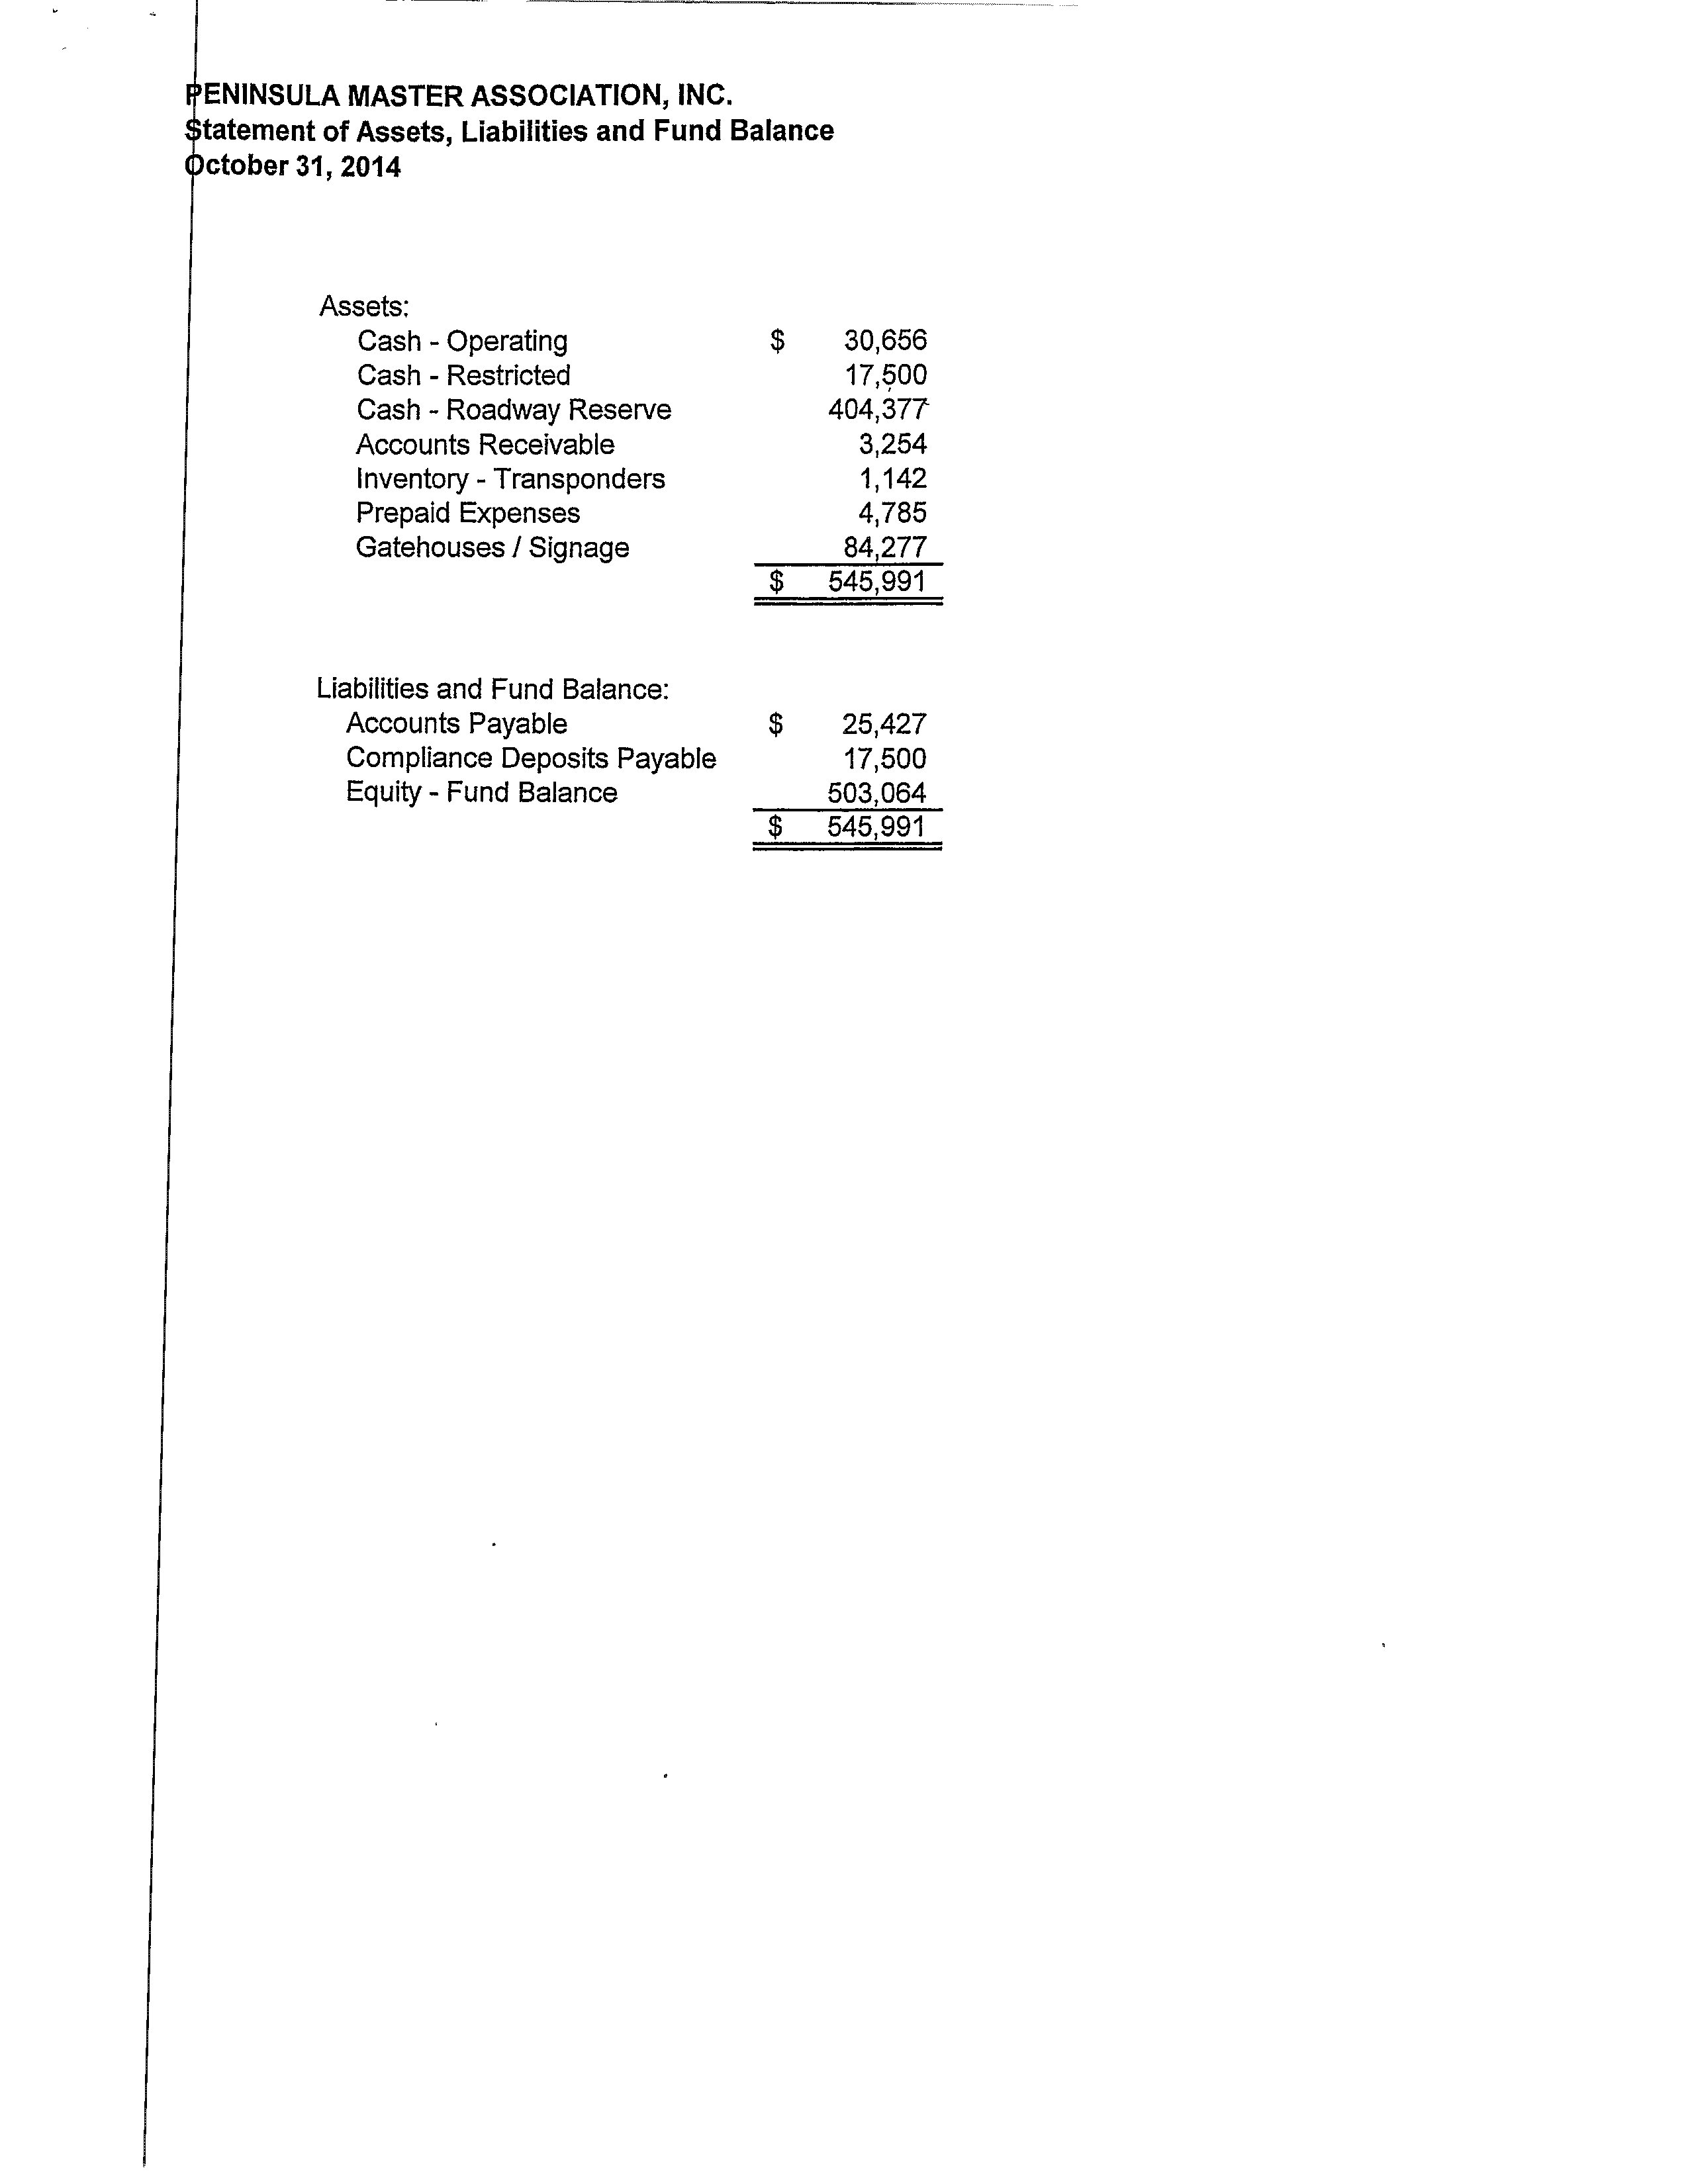 PENINSULA MASTER ASSOCIATION, INC.
Statement of Assets, Liabilities and Fund Balance
October 31, 2014
Assets:
Cash - Operating $ 30,656
Cash - Restricted 17,500
Cash - Roadway Reserve 404,377
Accounts Receivable 3,254
Inventory - Transponders 1,142
Prepaid Expenses 4,785
Gatehouses / Signage 84,277
$ 545,991
Liabilities and Fund Balance:
Accounts Payable $ 25,427
Compliance Deposits Payable 17,500
Equity - Fund Balance 503,064
$ 545,991